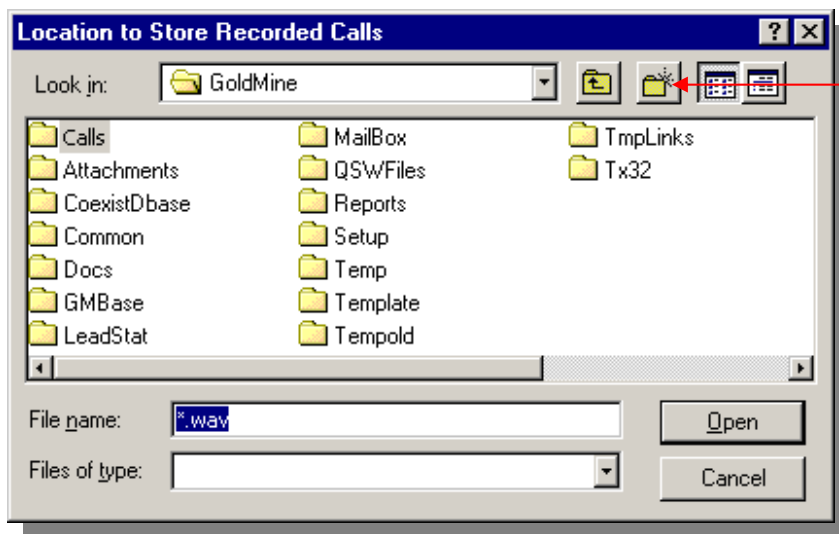 Location to Store Recorded Calls
Look in:
GoldMine
Calls
Attachments
CoexistDbase
Common
Docs
GMBase
LeadStat
MailBox
QSWFiles
Reports
Setup
Temp
Template
Tempold
TmpLinks
Tx32
File name:
*.wav
Open
Files of type:
Cancel